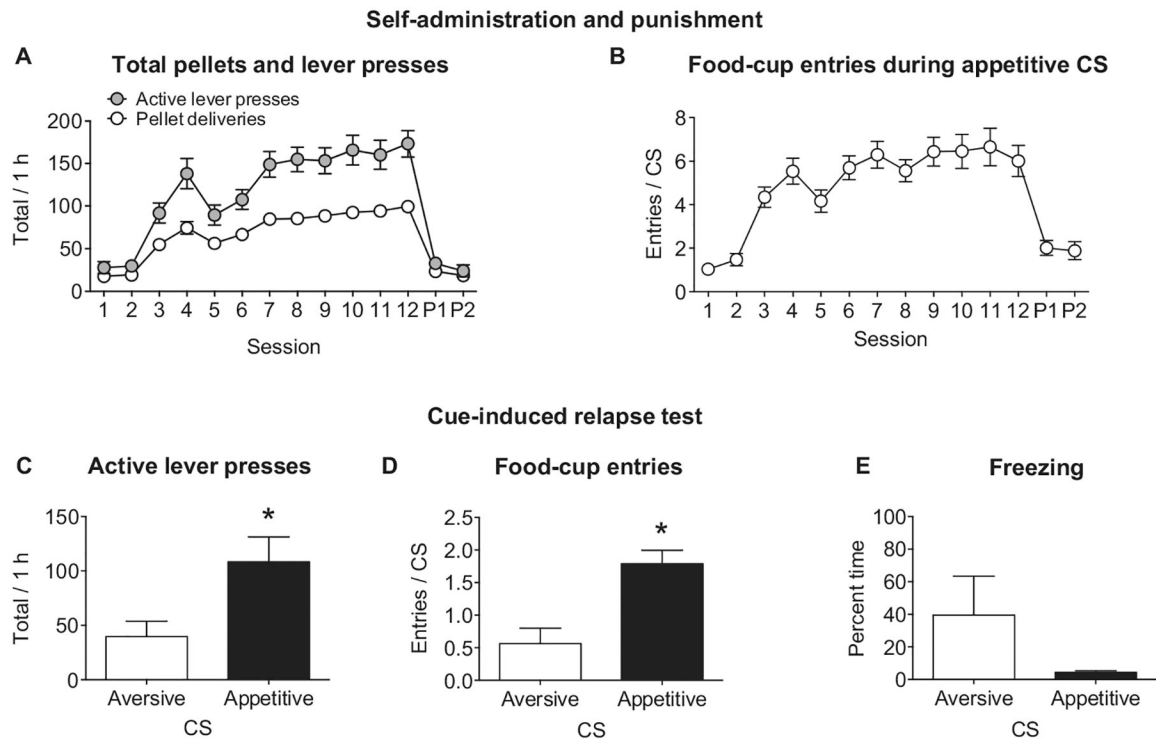 Self-administration and punishment
A Total pellets and lever presses
Active lever presses
Pellet deliveries
Total / 1 h
200
150
100
50
0
1 2 3 4 5 6 7 8 9 10 11 12 P1 P2
Session
B Food-cup entries during appetitive CS
Entries / CS
8
6
4
2
0
1 2 3 4 5 6 7 8 9 10 11 12 P1 P2
Session
Cue-induced relapse test
C Active lever presses
Total / 1 h
150
100
50
0
*
Aversive Appetitive
CS
D Food-cup entries
Entries / CS
2.5
2.0
1.5
1.0
0.5
0.0
*
Aversive Appetitive
CS
E Freezing
Percent time
100
80
60
40
20
0
Aversive Appetitive
CS